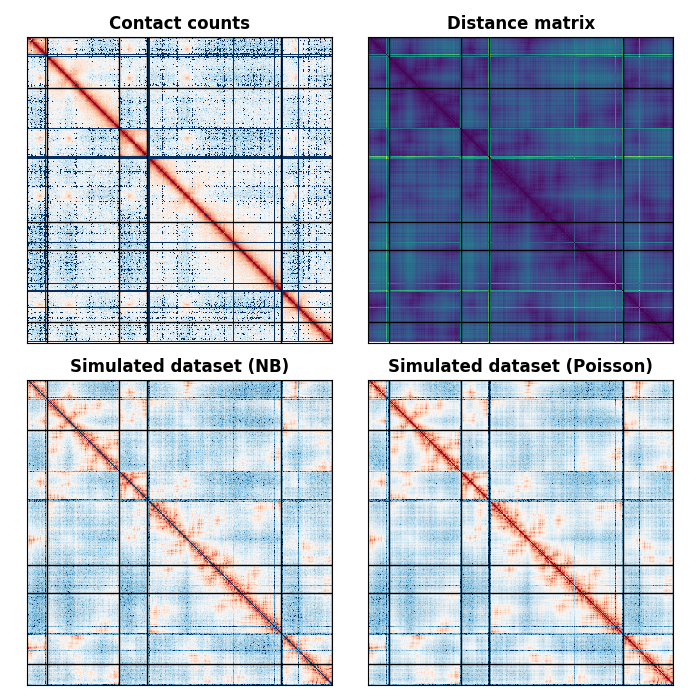 Contact counts
Distance matrix
Simulated dataset (NB)
Simulated dataset (Poisson)